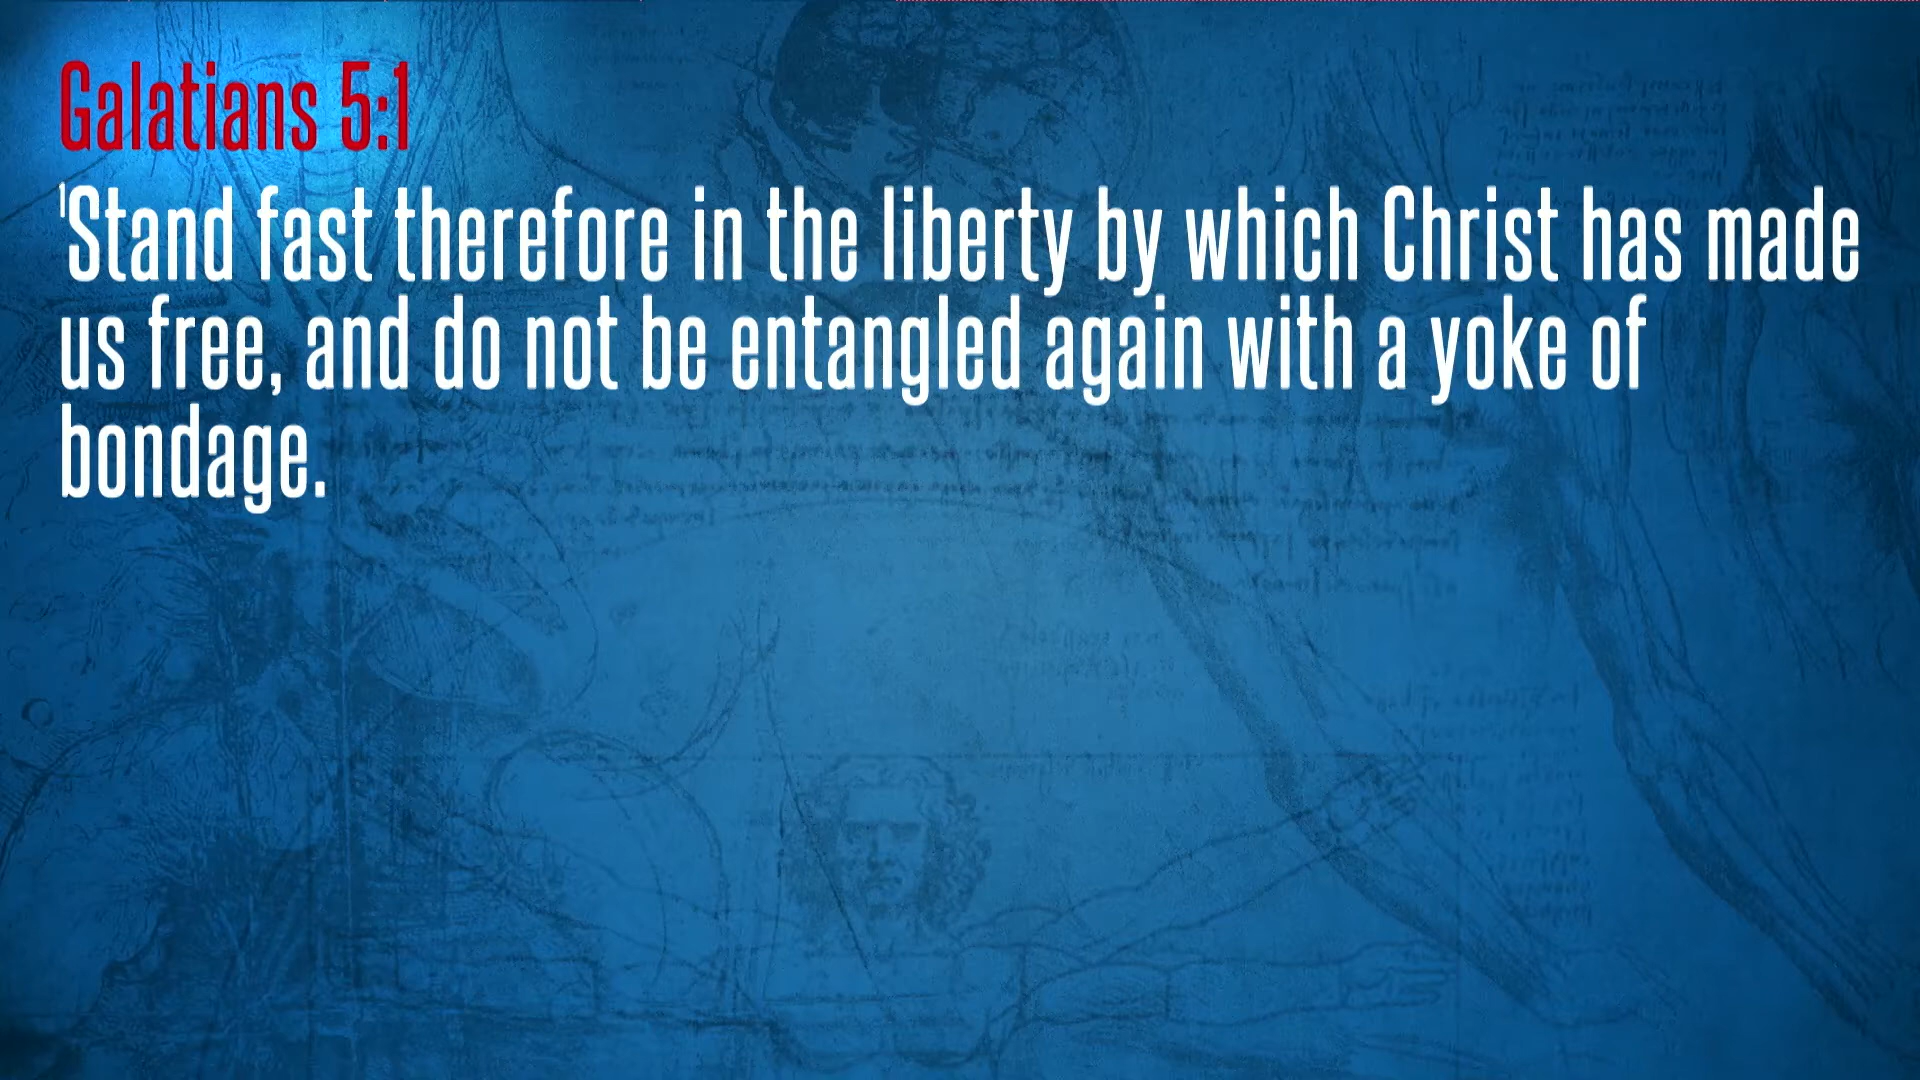 Galatians 5:1
¹Stand fast therefore in the liberty by which Christ has made
us free, and do not be entangled again with a yoke of
bondage.